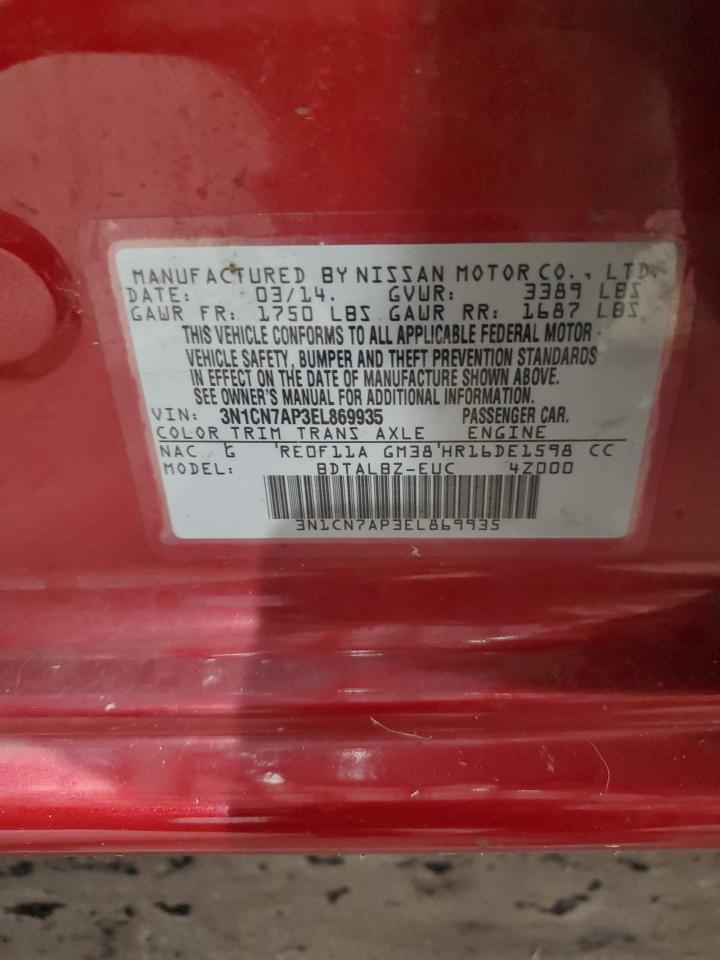 MANUFACTURED BY NISSAN MOTOR CO., LTD.
DATE: 03/14. GVWR: 3389 LBS
GAWR FR: 1750 LBS GAWR RR: 1687 LBS
THIS VEHICLE CONFORMS TO ALL APPLICABLE FEDERAL MOTOR
VEHICLE SAFETY, BUMPER AND THEFT PREVENTION STANDARDS
IN EFFECT ON THE DATE OF MANUFACTURE SHOWN ABOVE.
SEE OWNER'S MANUAL FOR ADDITIONAL INFORMATION.
VIN: 3N1CN7AP3EL869935 PASSENGER CAR.
COLOR TRIM TRANS AXLE ENGINE
NAC G RE0F11A GM38 HR16DE1598 CC
MODEL: BDTALBZ-EUC 4Z000
3N1CN7AP3EL869935